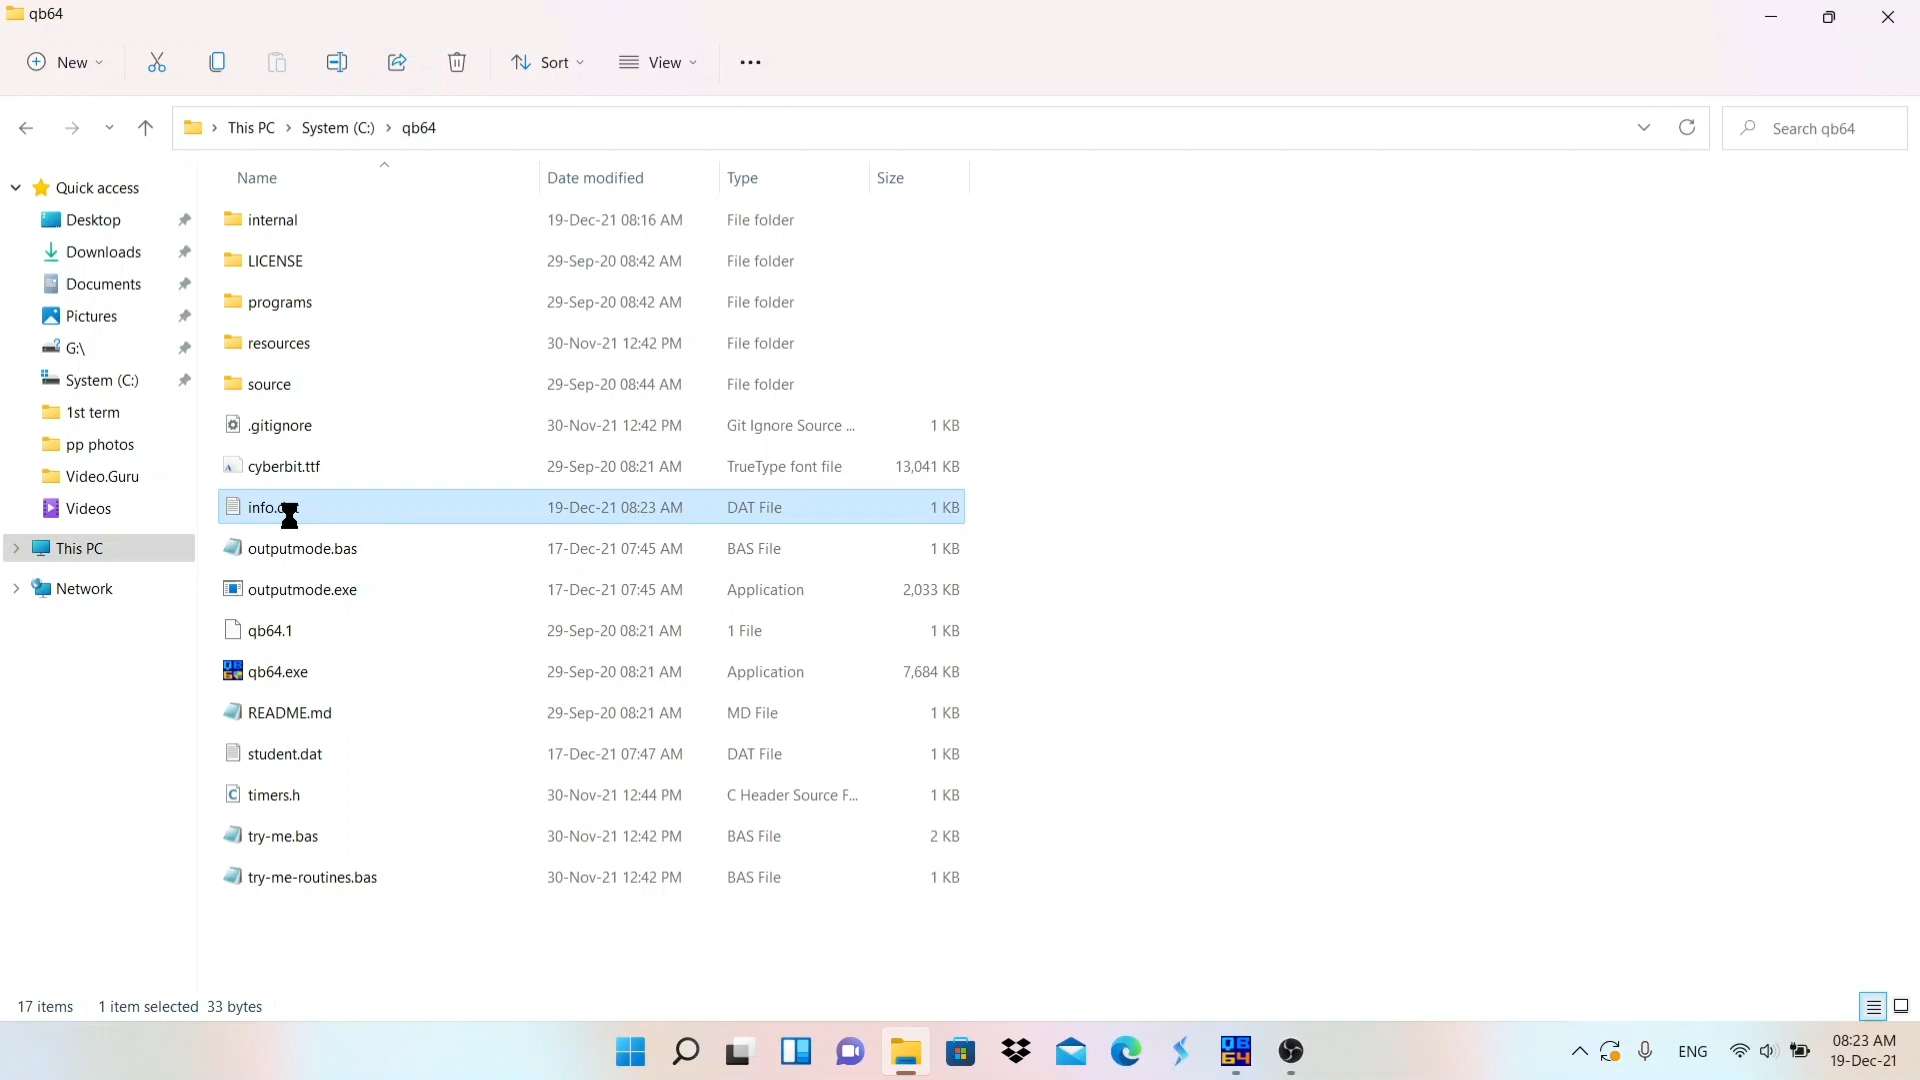 qb64
New
Sort
View
This PC
System (C:)
qb64
Search qb64
Name
Date modified
Type
Size
Quick access
Desktop
Downloads
Documents
Pictures
G:\
System (C:)
1st term
pp photos
Video.Guru
Videos
This PC
Network
internal 19-Dec-21 08:16 AM File folder
LICENSE 29-Sep-20 08:42 AM File folder
programs 29-Sep-20 08:42 AM File folder
resources 30-Nov-21 12:42 PM File folder
source 29-Sep-20 08:44 AM File folder
.gitignore 30-Nov-21 12:42 PM Git Ignore Source ... 1 KB
cyberbit.ttf 29-Sep-20 08:21 AM TrueType font file 13,041 KB
19-Dec-21 08:23 AM DAT File 1 KB
outputmode.bas 17-Dec-21 07:45 AM BAS File 1 KB
outputmode.exe 17-Dec-21 07:45 AM Application 2,033 KB
qb64.1 29-Sep-20 08:21 AM 1 File 1 KB
qb64.exe 29-Sep-20 08:21 AM Application 7,684 KB
README.md 29-Sep-20 08:21 AM MD File 1 KB
student.dat 17-Dec-21 07:47 AM DAT File 1 KB
timers.h 30-Nov-21 12:44 PM C Header Source F... 1 KB
try-me.bas 30-Nov-21 12:42 PM BAS File 2 KB
try-me-routines.bas 30-Nov-21 12:42 PM BAS File 1 KB
17 items 1 item selected 33 bytes
QB64
ENG
08:23 AM
19-Dec-21